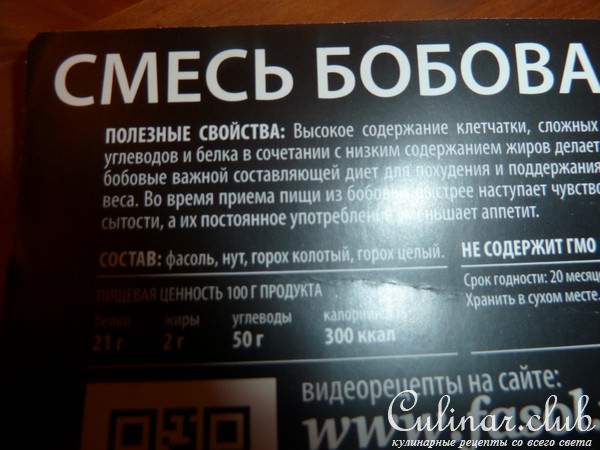 СМЕСЬ БОБОВА
ПОЛЕЗНЫЕ СВОЙСТВА: Высокое содержание клетчатки, сложных
углеводов и белка в сочетании с низким содержанием жиров делает
бобовые важной составляющей диет для похудения и поддержания
веса. Во время приема пищи из бобовых быстрее наступает чувство
сытости, а их постоянное употребление уменьшает аппетит.
СОСТАВ: фасоль, нут, горох колотый, горох целый.
НЕ СОДЕРЖИТ ГМО
Срок годности: 20 месяце
Хранить в сухом месте.
ПИЩЕВАЯ ЦЕННОСТЬ 100 Г ПРОДУКТА
белки жиры углеводы
21 г 2 г 50 г 300 ккал
видеорецепты на сайте:
Culinar.club
кулинарные рецепты со всего света